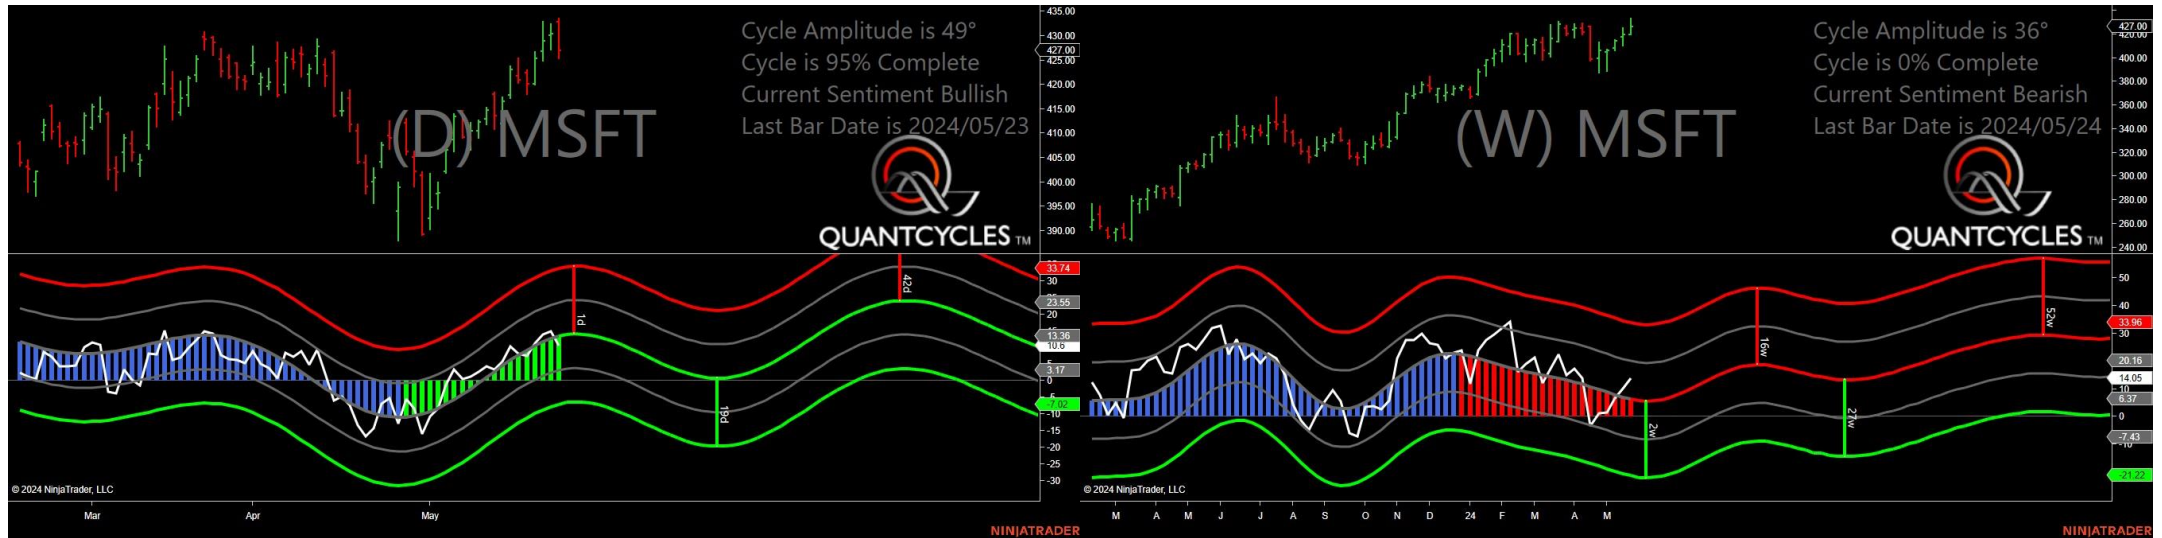 Cycle Amplitude is 49°
Cycle is 95% Complete
Current Sentiment Bullish
Last Bar Date is 2024/05/23
(D) MSFT
QUANTCYCLES TM
435.00
430.00
427.00
425.00
420.00
415.00
410.00
405.00
400.00
395.00
390.00
33.74
30
23.55
20
13.36
10.6
5
3.17
0
-7.02
-10
-15
-20
-25
-30
1d
19d
42d
© 2024 NinjaTrader, LLC
Mar
Apr
May
NINJATRADER
Cycle Amplitude is 36°
Cycle is 0% Complete
Current Sentiment Bearish
Last Bar Date is 2024/05/24
(W) MSFT
QUANTCYCLES TM
427.00
420.00
400.00
380.00
360.00
340.00
320.00
300.00
280.00
260.00
240.00
50
40
33.96
30
20.16
14.05
10
6.37
0
-7.43
-21.22
2w
16w
27w
52w
© 2024 NinjaTrader, LLC
M
A
M
J
J
A
S
O
N
D
24
F
M
A
M
NINJATRADER